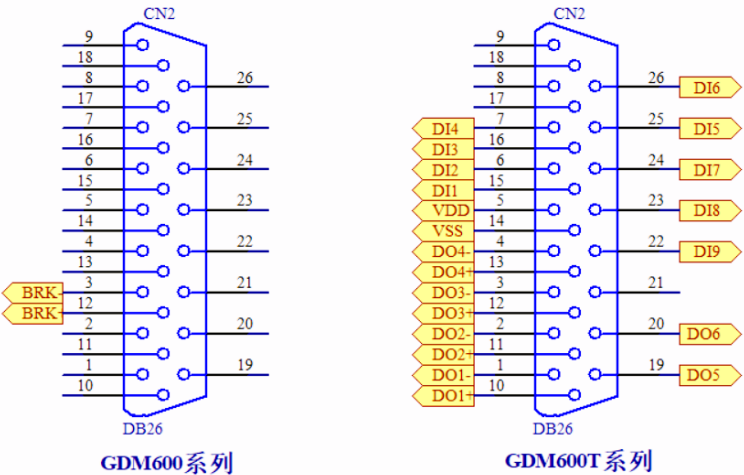 CN2
9
18
8
26
17
7
25
16
6
24
15
5
23
14
4
22
13
BRK-
3
21
BRK
12
2
20
11
1
19
10
DB26
GDM600系列
CN2
9
18
8
26
DI6
17
DI4
7
25
DI5
DI3
16
DI2
6
24
DI7
DI1
15
VDD
5
23
DI8
VSS
14
DO4-
4
22
DI9
DO4+
13
DO3-
3
21
DO3+
12
DO2-
2
20
DO6
DO2+
11
DO1-
1
19
DO5
DO1+
10
DB26
GDM600T系列